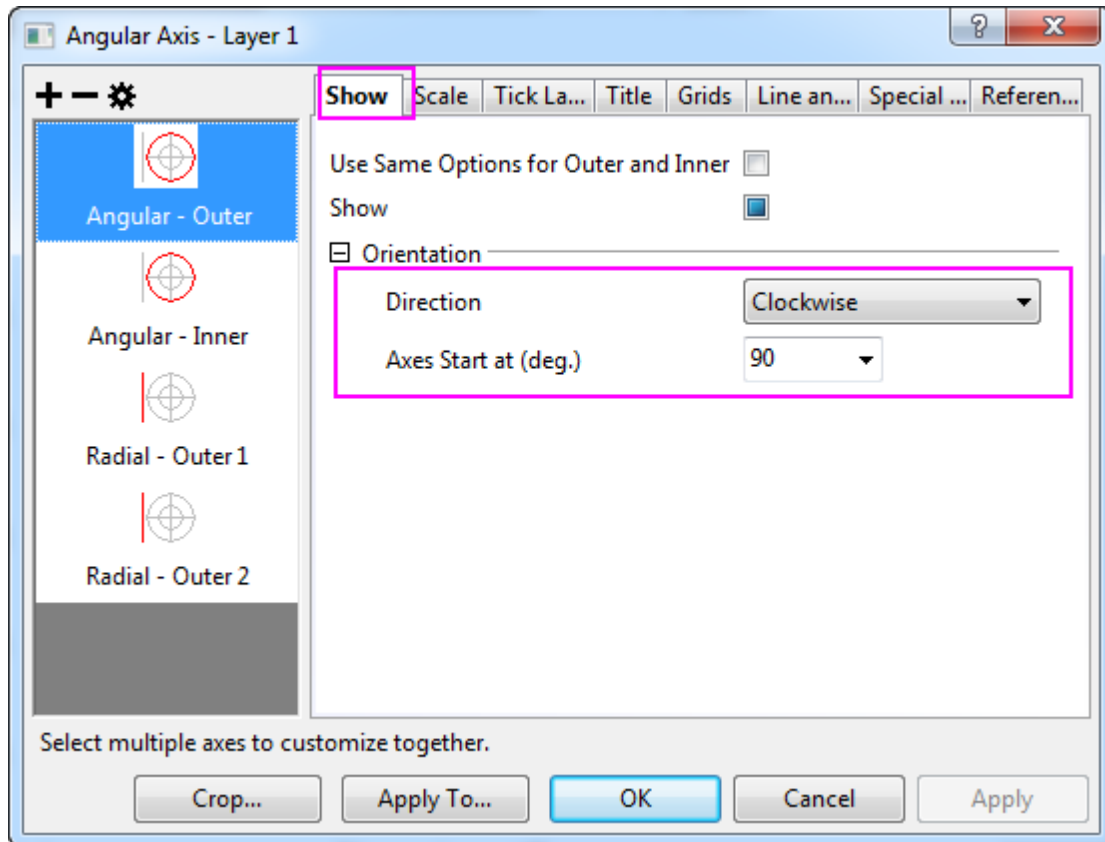 Angular Axis - Layer 1
Show Scale Tick La... Title Grids Line an... Special ... Referen...
Angular - Outer
Angular - Inner
Radial - Outer 1
Radial - Outer 2
Use Same Options for Outer and Inner
Show
Orientation
Direction Clockwise
Axes Start at (deg.) 90
Select multiple axes to customize together.
Crop... Apply To... OK Cancel Apply